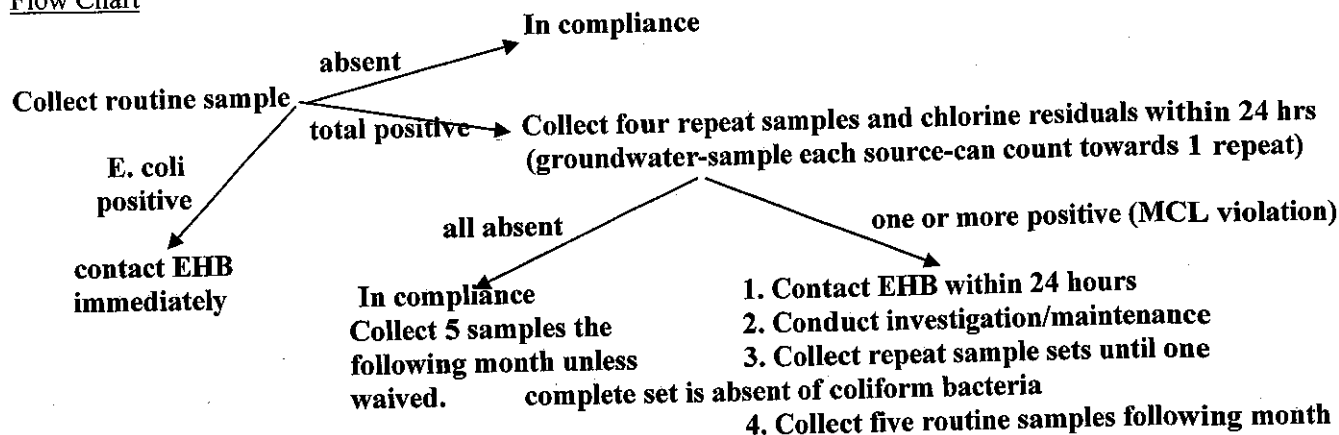 Flow Chart
In compliance
absent
Collect routine sample
total positive
Collect four repeat samples and chlorine residuals within 24 hrs
(groundwater-sample each source-can count towards 1 repeat)
E. coli
positive
contact EHB
immediately
all absent
one or more positive (MCL violation)
In compliance
Collect 5 samples the
following month unless
waived.
1. Contact EHB within 24 hours
2. Conduct investigation/maintenance
3. Collect repeat sample sets until one
complete set is absent of coliform bacteria
4. Collect five routine samples following month